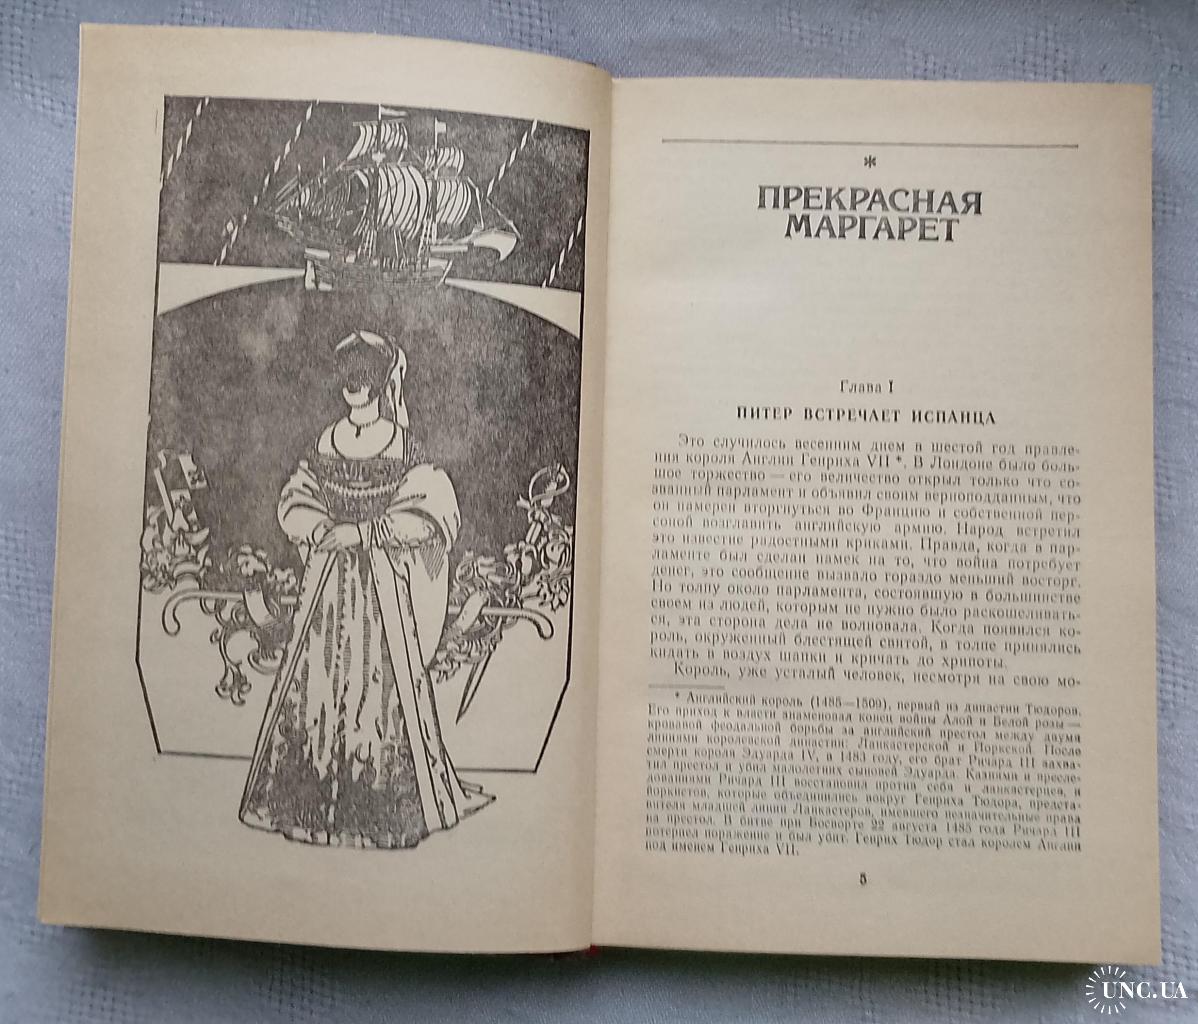 *
ПРЕКРАСНАЯ
МАРГАРЕТ
Глава I
ПИТЕР ВСТРЕЧАЕТ ИСПАНЦА
Это случилось весенним днем в шестой год правле-
ния короля Англии Генриха VII *. В Лондоне было боль-
шое торжество — его величество открыл только что со-
званный парламент и объявил своим верноподданным, что
он намерен вторгнуться во Францию и собственной пер-
соной возглавить английскую армию. Народ встретил
это известие радостными криками. Правда, когда в пар-
ламенте был сделан намек на то, что война потребует
денег, это сообщение вызвало гораздо меньший восторг.
Но толпу около парламента, состоявшую в большинстве
своем из людей, которым не нужно было раскошеливать-
ся, эта сторона дела не волновала. Когда появился ко-
роль, окруженный блестящей свитой, в толпе принялись
кидать в воздух шапки и кричать до хрипоты.
Король, уже усталый человек, несмотря на свою мо-
* Английский король (1485—1509), первый из династии Тюдоров.
Его приход к власти знаменовал конец войны Алой и Белой розы —
кровавой феодальной борьбы за английский престол между двумя
линиями королевской династии: Ланкастерской и Йоркской. После
смерти короля Эдуарда IV, в 1483 году, его брат Ричард III захва-
тил престол и убил малолетних сыновей Эдуарда. Казнями и пресле-
дованиями Ричард III восстановил против себя и ланкастерцев, и
йоркистов, которые объединились вокруг Генриха Тюдора, предста-
вителя младшей линии Ланкастеров, имевшего незначительные права
на престол. В битве при Босворте 22 августа 1485 года Ричард III
потерпел поражение и был убит. Генрих Тюдор стал королем Англии
под именем Генриха VII.
5
UNC.UA